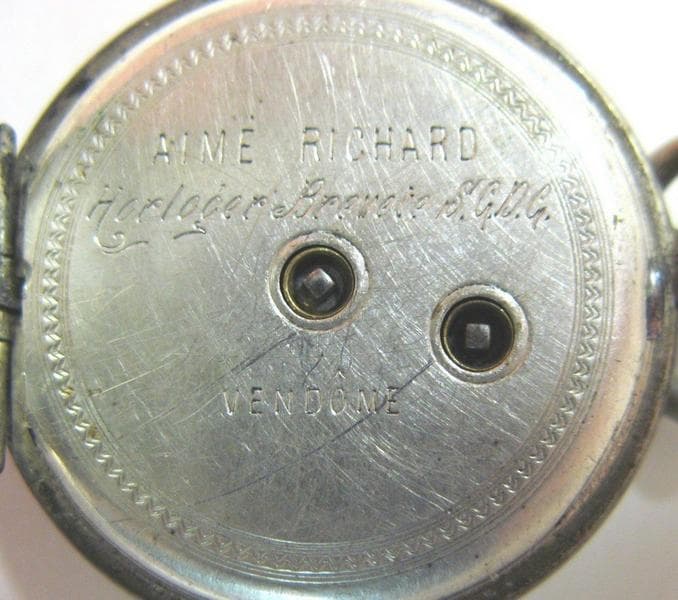 AIMÉ RICHARD
Horloger Breveté S.G.D.G.
VENDÔME